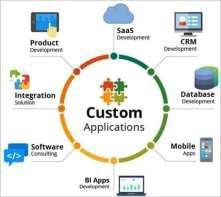 SaaS
Development
Product
Development
CRM
Development
Integration
Solution
Database
Development
Custom
Applications
Software
Consulting
Mobile
Apps
BI Apps
Development